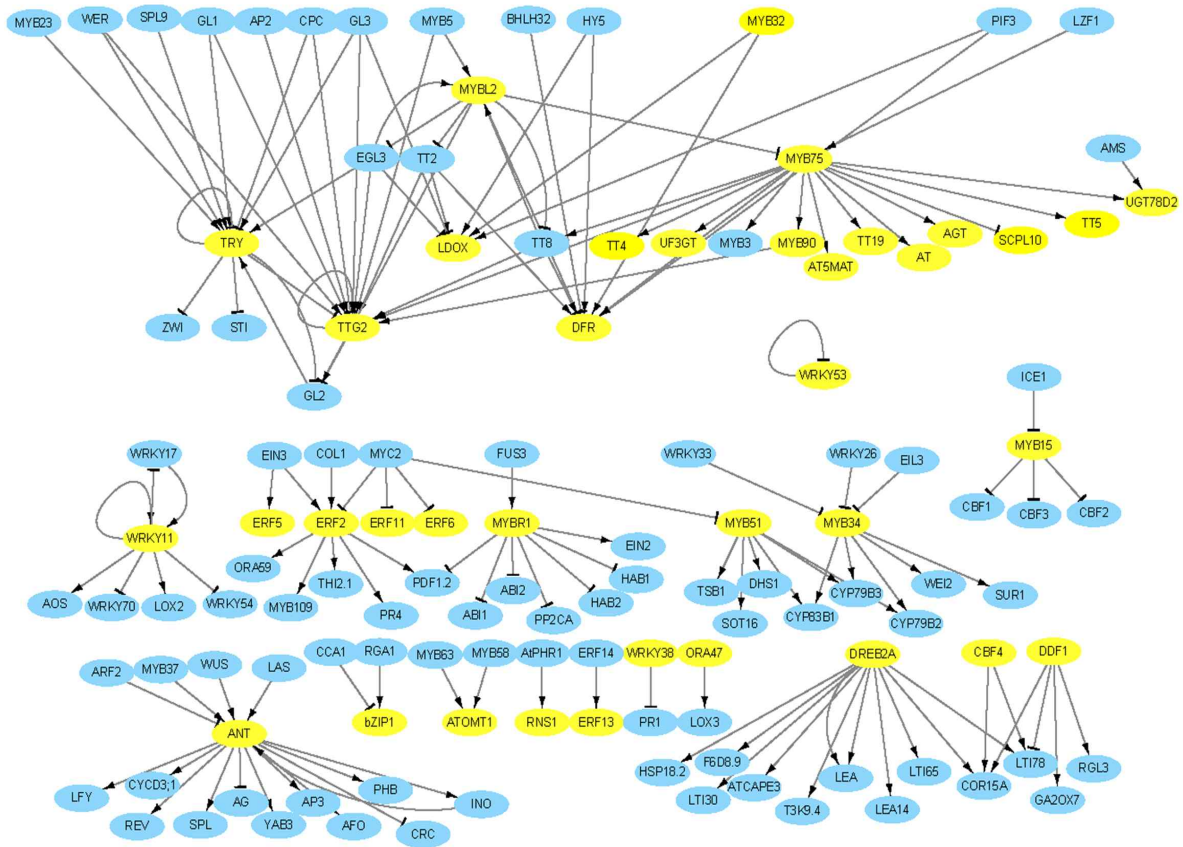 MYB23 WER SPL9 GL1 AP2 CPC GL3 MYB5 BHLH32 HY5 MYB32 PIF3 LZF1
MYBL2
EGL3 TT2 MYB75 AMS
UGT78D2
TRY LDOX TT8 TT4 UF3GT MYB3 MYB90 TT19 AGT SCPL10 TT5
AT5MAT AT
ZWI STI TTG2 DFR
WRKY53
GL2 ICE1
WRKY17 EIN3 COL1 MYC2 FUS3 WRKY33 WRKY26 EIL3 MYB15
CBF1 CBF3 CBF2
WRKY11 ERF5 ERF2 ERF11 ERF6 MYBR1 MYB51 MYB34
EIN2
ORA59 THI2.1 PDF1.2 HAB1 TSB1 DHS1 CYP79B3 WEI2 SUR1
AOS WRKY70 LOX2 WRKY54 MYB109 PR4 ABI1 ABI2 PP2CA HAB2 SOT16 CYP83B1 CYP79B2
ARF2 MYB37 WUS LAS CCA1 RGA1 MYB63 MYB58 AtPHR1 ERF14 WRKY38 ORA47 DREB2A CBF4 DDF1
ANT bZIP1 ATOMT1 RNS1 ERF13 PR1 LOX3
LFY CYCD3;1 AG AP3 PHB INO HSP18.2 F6D8.9 ATCAPE3 LEA LTI65 COR15A LTI78 RGL3
REV SPL YAB3 AFO CRC LTI30 T3K9.4 LEA14 GA2OX7